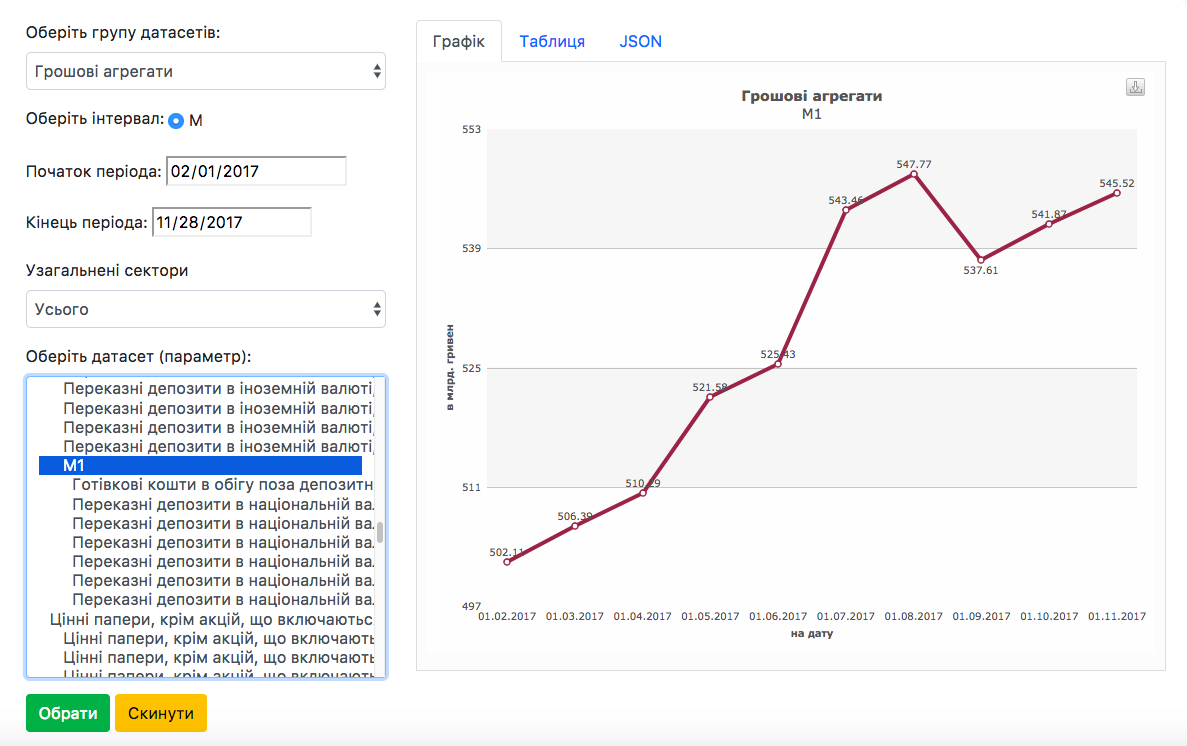 Оберіть групу датасетів:
Грошові агрегати
Оберіть інтервал: М
Початок періода: 02/01/2017
Кінець періода: 11/28/2017
Узагальнені сектори
Усього
Оберіть датасет (параметр):
Переказні депозити в іноземній валюті,
Переказні депозити в іноземній валюті,
Переказні депозити в іноземній валюті,
Переказні депозити в іноземній валюті,
М1
Готівкові кошти в обігу поза депозитн
Переказні депозити в національній ва
Переказні депозити в національній ва
Переказні депозити в національній ва
Переказні депозити в національній ва
Переказні депозити в національній ва
Переказні депозити в національній ва
Цінні папери, крім акцій, що включаютьс
Цінні папери, крім акцій, що включають
Цінні папери, крім акцій, що включають
Цінні папери, крім акцій, що включають
Обрати Скинути
Графік Таблиця JSON
Грошові агрегати
М1
553
539
525
511
497
в млрд. гривен
502.11
506.39
510.29
521.58
525.43
543.46
547.77
537.61
541.87
545.52
01.02.2017 01.03.2017 01.04.2017 01.05.2017 01.06.2017 01.07.2017 01.08.2017 01.09.2017 01.10.2017 01.11.2017
на дату